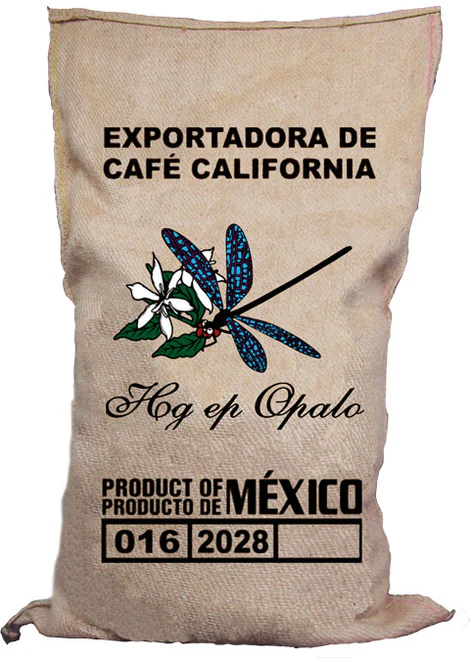 EXPORTADORA DE
CAFÉ CALIFORNIA
Hg ep Opalo
PRODUCT OF
PRODUCTO DE MÉXICO
016 2028